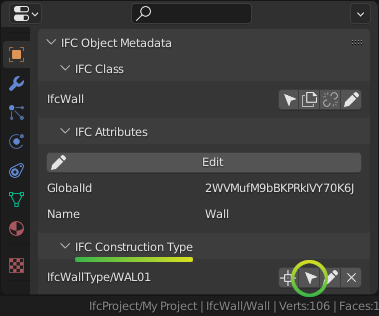 IFC Object Metadata
IFC Class
IfcWall
IFC Attributes
Edit
GlobalId 2WVMufM9bBKPRkIVY70K6J
Name Wall
IFC Construction Type
IfcWallType/WAL01
IfcProject/My Project | IfcWall/Wall | Verts:106 | Faces:1